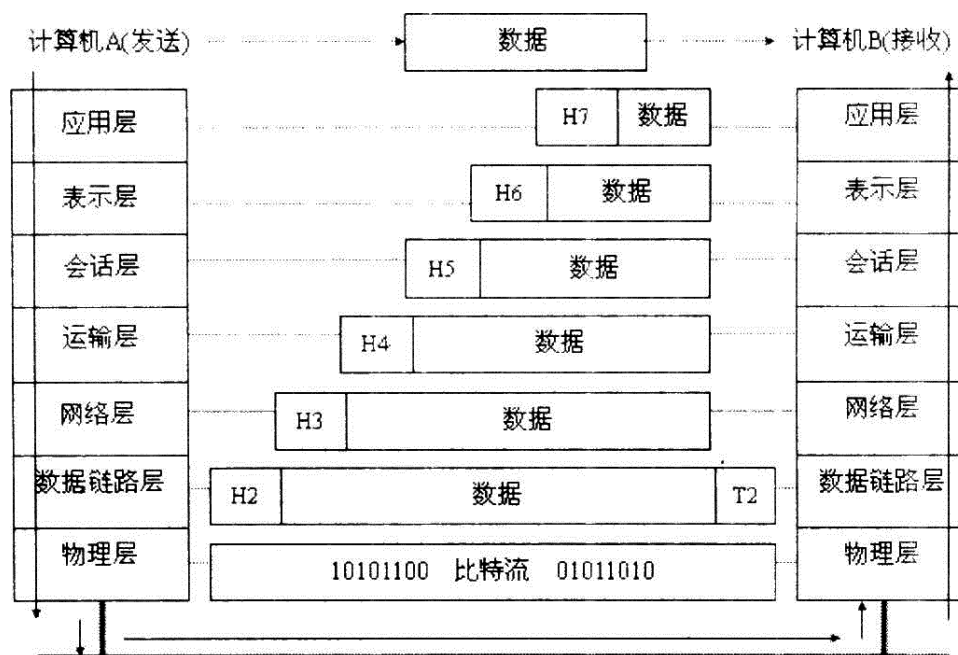 计算机A(发送) 数据 计算机B(接收)
应用层 H7 数据 应用层
表示层 H6 数据 表示层
会话层 H5 数据 会话层
运输层 H4 数据 运输层
网络层 H3 数据 网络层
数据链路层 H2 数据 T2 数据链路层
物理层 10101100 比特流 01011010 物理层